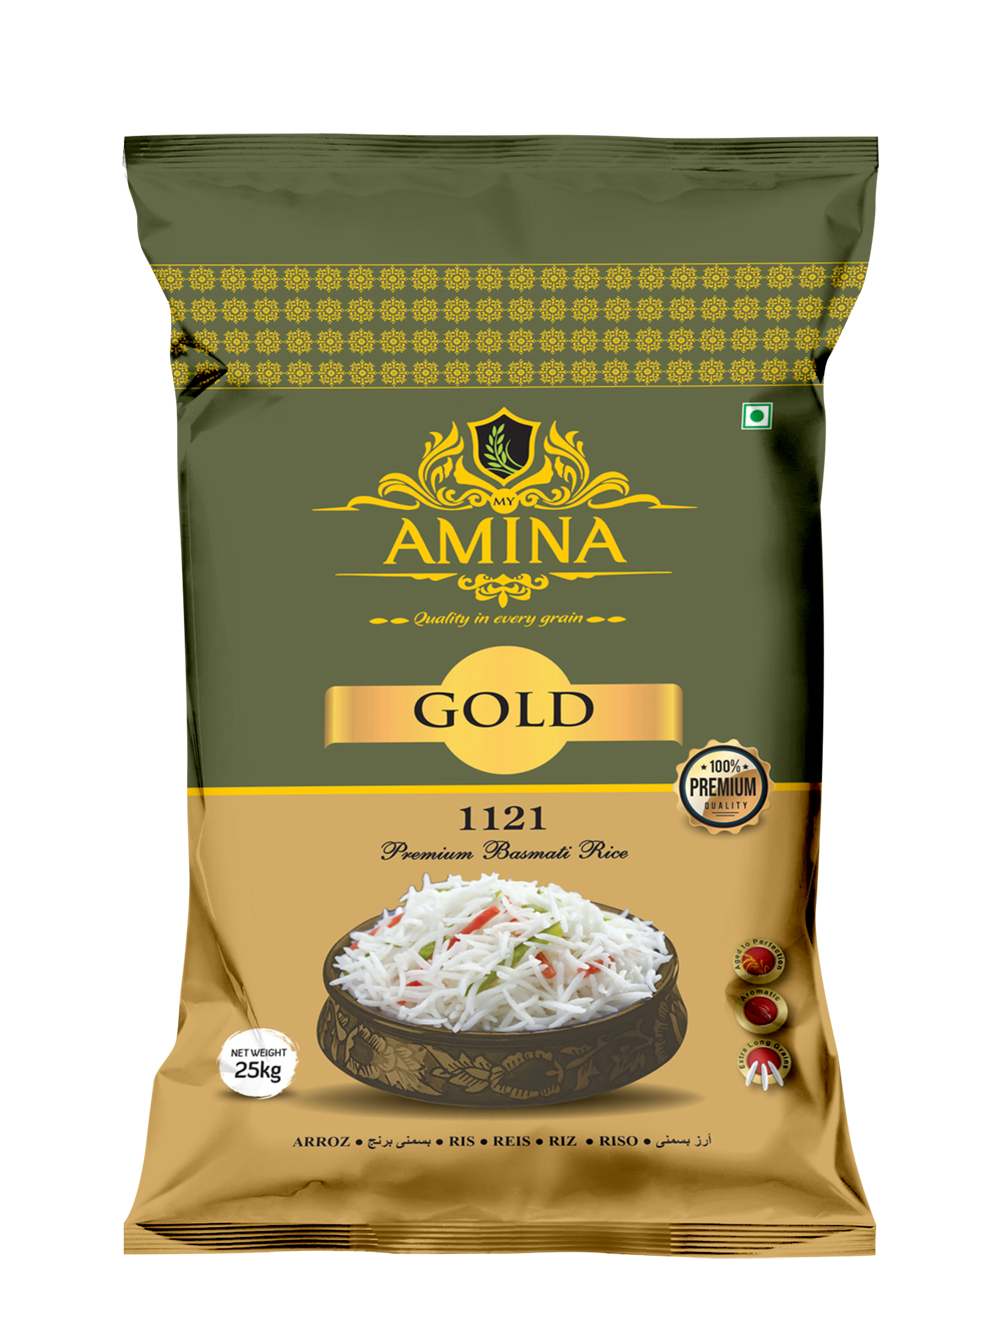 MY
AMINA
Quality in every grain
GOLD
100%
PREMIUM
QUALITY
1121
Premium Basmati Rice
Aged to Perfection
Aromatic
Extra Long Grains
NET WEIGHT
25kg
ARROZ • بسمتی برنج • RIS • REIS • RIZ • RISO • أرز بسمتي